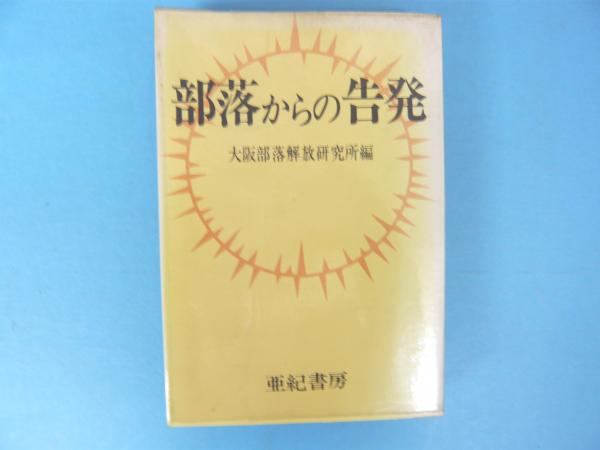 部落からの告発
大阪部落解放研究所編
亜紀書房